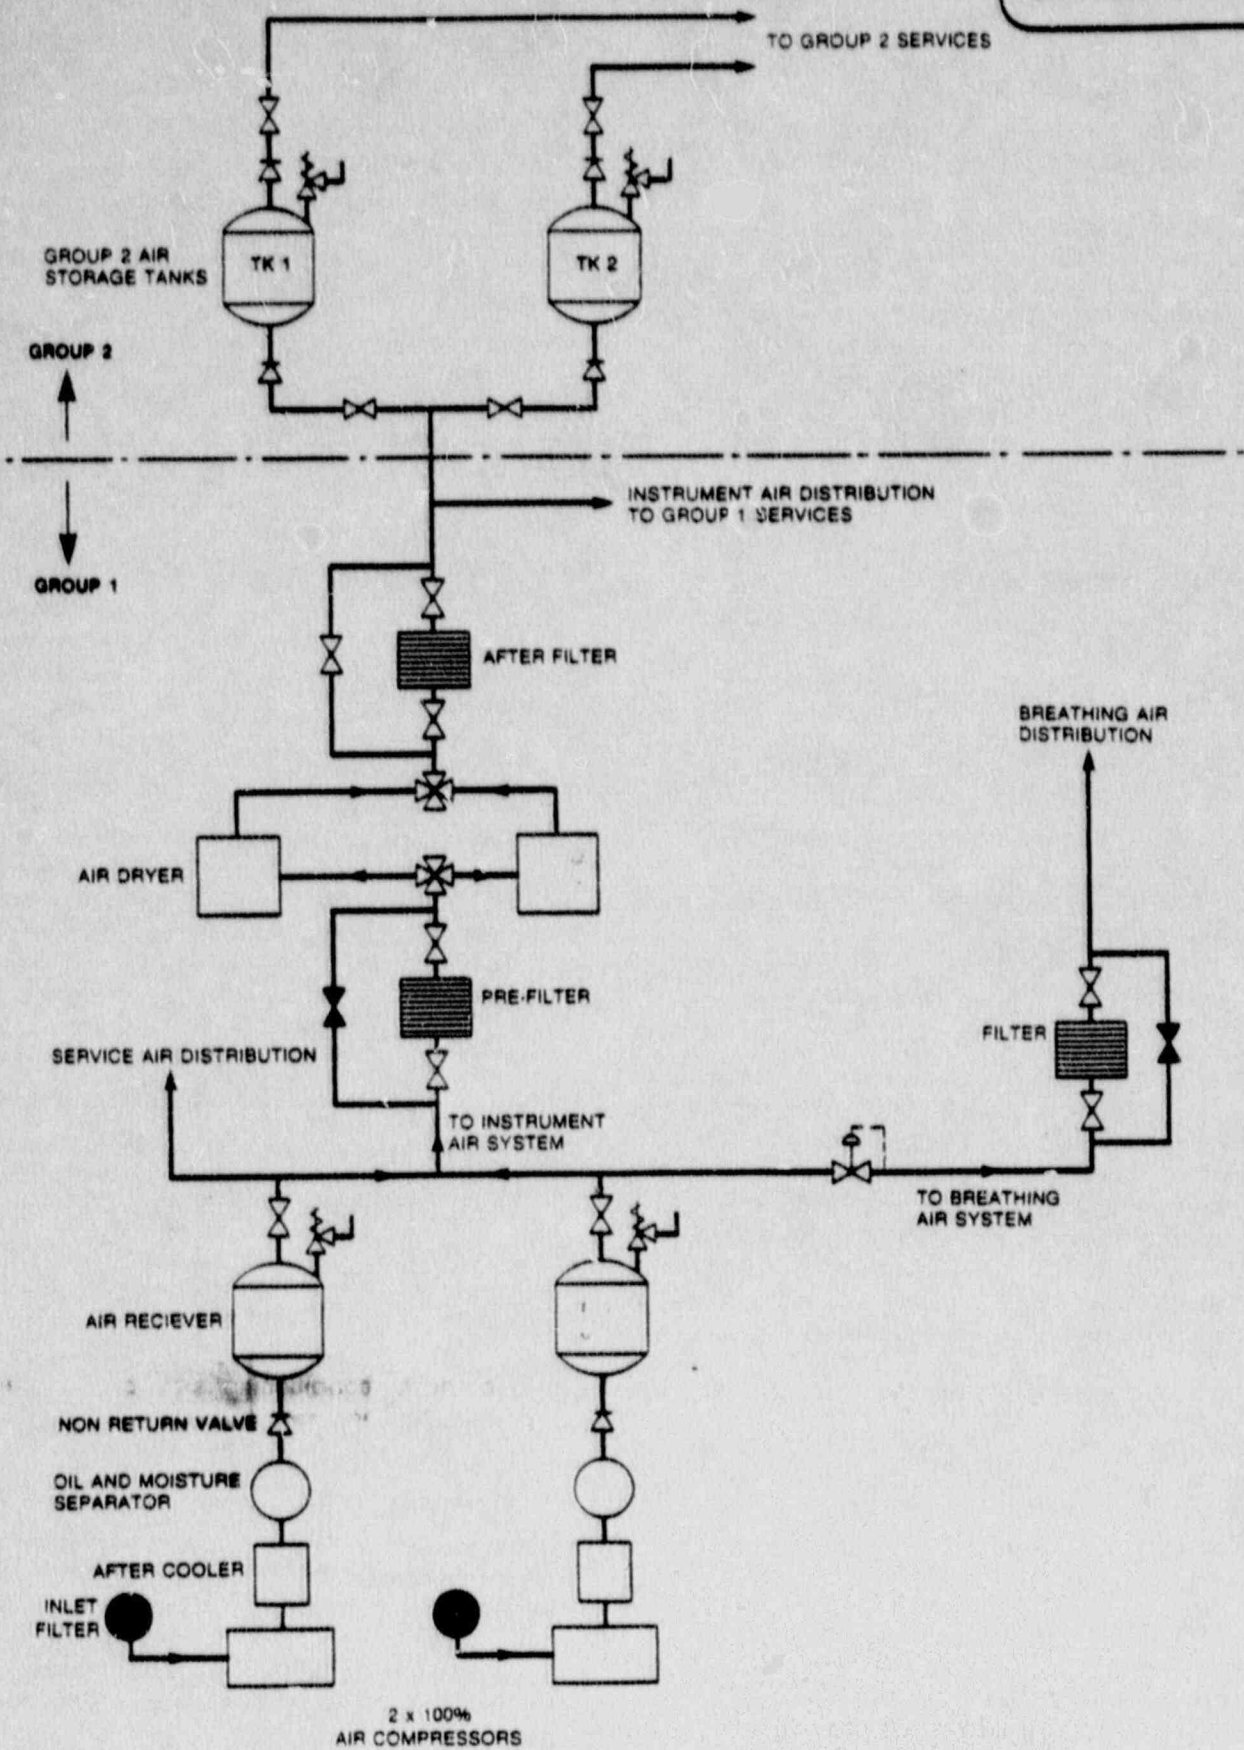 TO GROUP 2 SERVICES
GROUP 2 AIR
STORAGE TANKS
TK 1
TK 2
GROUP 2
INSTRUMENT AIR DISTRIBUTION
TO GROUP 1 SERVICES
GROUP 1
AFTER FILTER
BREATHING AIR
DISTRIBUTION
AIR DRYER
PRE-FILTER
FILTER
SERVICE AIR DISTRIBUTION
TO INSTRUMENT
AIR SYSTEM
TO BREATHING
AIR SYSTEM
AIR RECIEVER
NON RETURN VALVE
OIL AND MOISTURE
SEPARATOR
AFTER COOLER
INLET
FILTER
2 x 100%
AIR COMPRESSORS